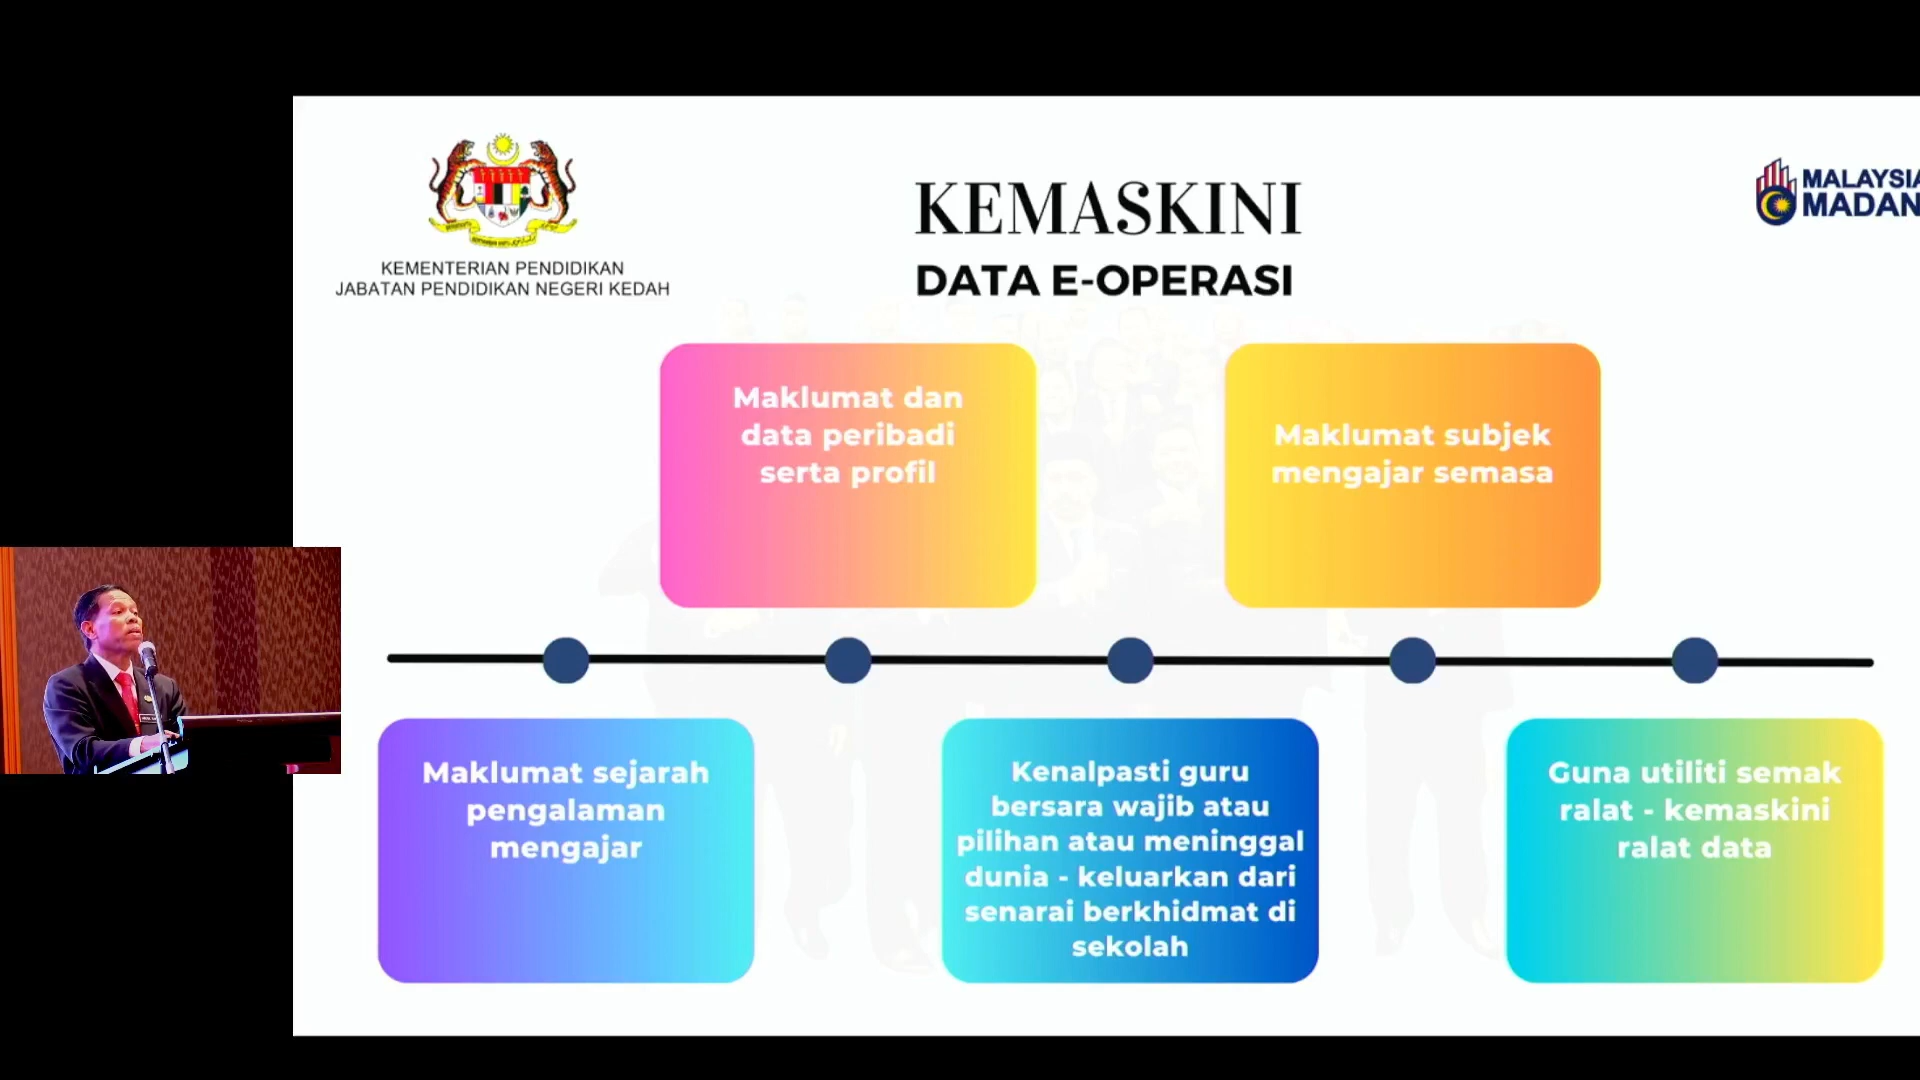 KEMENTERIAN PENDIDIKAN
JABATAN PENDIDIKAN NEGERI KEDAH
KEMASKINI
DATA E-OPERASI
MALAYSIA
MADAN
Maklumat dan
data peribadi
serta profil
Maklumat subjek
mengajar semasa
Maklumat sejarah
pengalaman
mengajar
Kenalpasti guru
bersara wajib atau
pilihan atau meninggal
dunia - keluarkan dari
senarai berkhidmat di
sekolah
Guna utiliti semak
ralat - kemaskini
ralat data